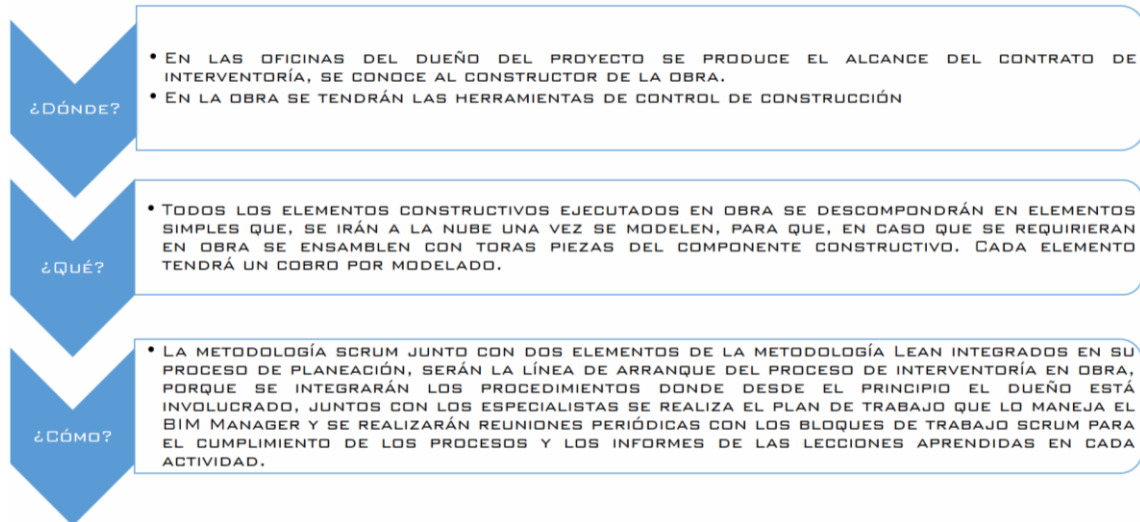 • EN LAS OFICINAS DEL DUEÑO DEL PROYECTO SE PRODUCE EL ALCANCE DEL CONTRATO DE
INTERVENTORÍA, SE CONOCE AL CONSTRUCTOR DE LA OBRA.
¿DÓNDE?
• EN LA OBRA SE TENDRÁN LAS HERRAMIENTAS DE CONTROL DE CONSTRUCCIÓN
• TODOS LOS ELEMENTOS CONSTRUCTIVOS EJECUTADOS EN OBRA SE DESCOMPONDRÁN EN ELEMENTOS
SIMPLES QUE, SE IRÁN A LA NUBE UNA VEZ SE MODELEN, PARA QUE, EN CASO QUE SE REQUIRIERAN
EN OBRA SE ENSAMBLEN CON TORAS PIEZAS DEL COMPONENTE CONSTRUCTIVO. CADA ELEMENTO
¿QUÉ?
TENDRÁ UN COBRO POR MODELADO.
• LA METODOLOGÍA SCRUM JUNTO CON DOS ELEMENTOS DE LA METODOLOGÍA LEAN INTEGRADOS EN SU
PROCESO DE PLANEACIÓN, SERÁN LA LÍNEA DE ARRANQUE DEL PROCESO DE INTERVENTORÍA EN OBRA,
PORQUE SE INTEGRARÁN LOS PROCEDIMIENTOS DONDE DESDE EL PRINCIPIO EL DUEÑO ESTÁ
INVOLUCRADO, JUNTOS CON LOS ESPECIALISTAS SE REALIZA EL PLAN DE TRABAJO QUE LO MANEJA EL
¿CÓMO?
BIM MANAGER Y SE REALIZARÁN REUNIONES PERIÓDICAS CON LOS BLOQUES DE TRABAJO SCRUM PARA
EL CUMPLIMIENTO DE LOS PROCESOS Y LOS INFORMES DE LAS LECCIONES APRENDIDAS EN CADA
ACTIVIDAD.